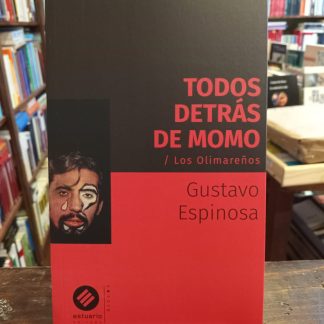 TODOS
DETRÁS
DE MOMO
/ Los Olimareños
Gustavo
Espinosa
estuario